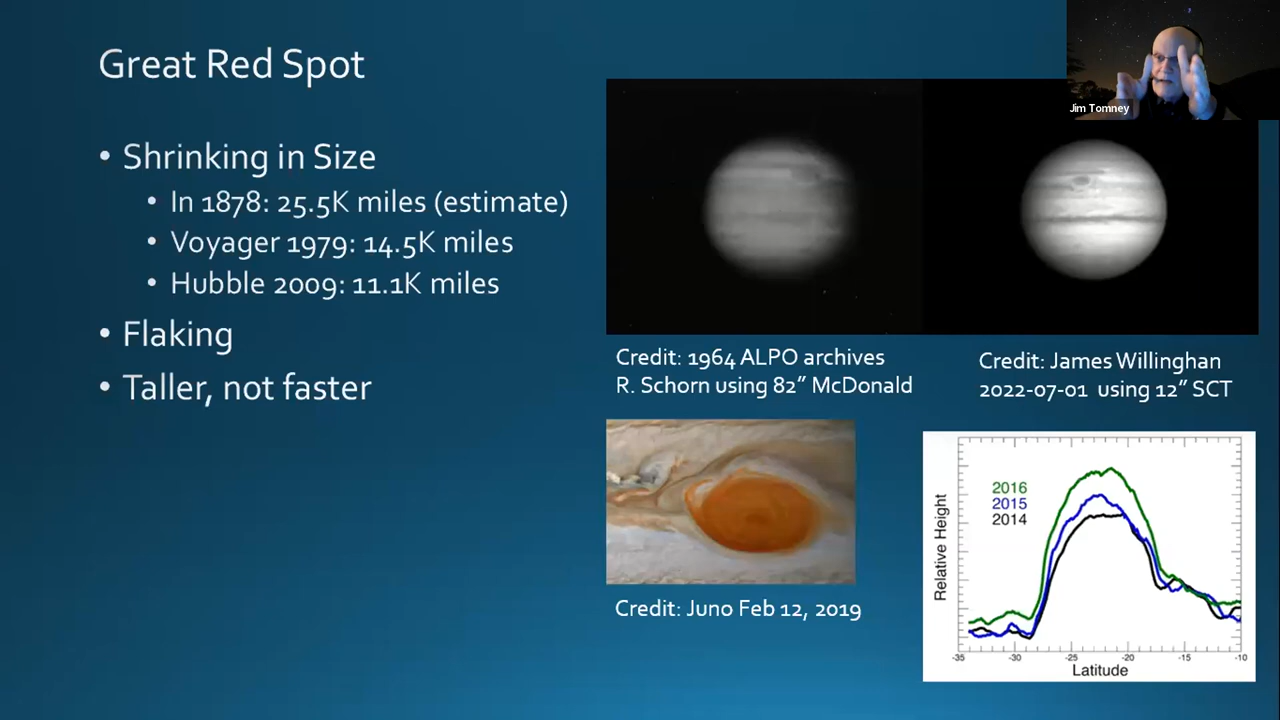 Great Red Spot
Jim Tomney
• Shrinking in Size
• In 1878: 25.5K miles (estimate)
• Voyager 1979: 14.5K miles
• Hubble 2009: 11.1K miles
• Flaking
• Taller, not faster
Credit: 1964 ALPO archives
R. Schorn using 82” McDonald
Credit: James Willinghan
2022-07-01 using 12” SCT
Credit: Juno Feb 12, 2019
Relative Height
2016
2015
2014
-35 -30 -25 -20 -15 -10
Latitude